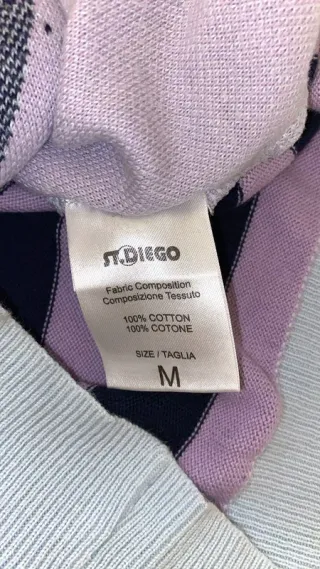 ST.DIEGO
Fabric Composition
Composizione Tessuto
100% COTTON
100% COTONE
SIZE / TAGLIA
M